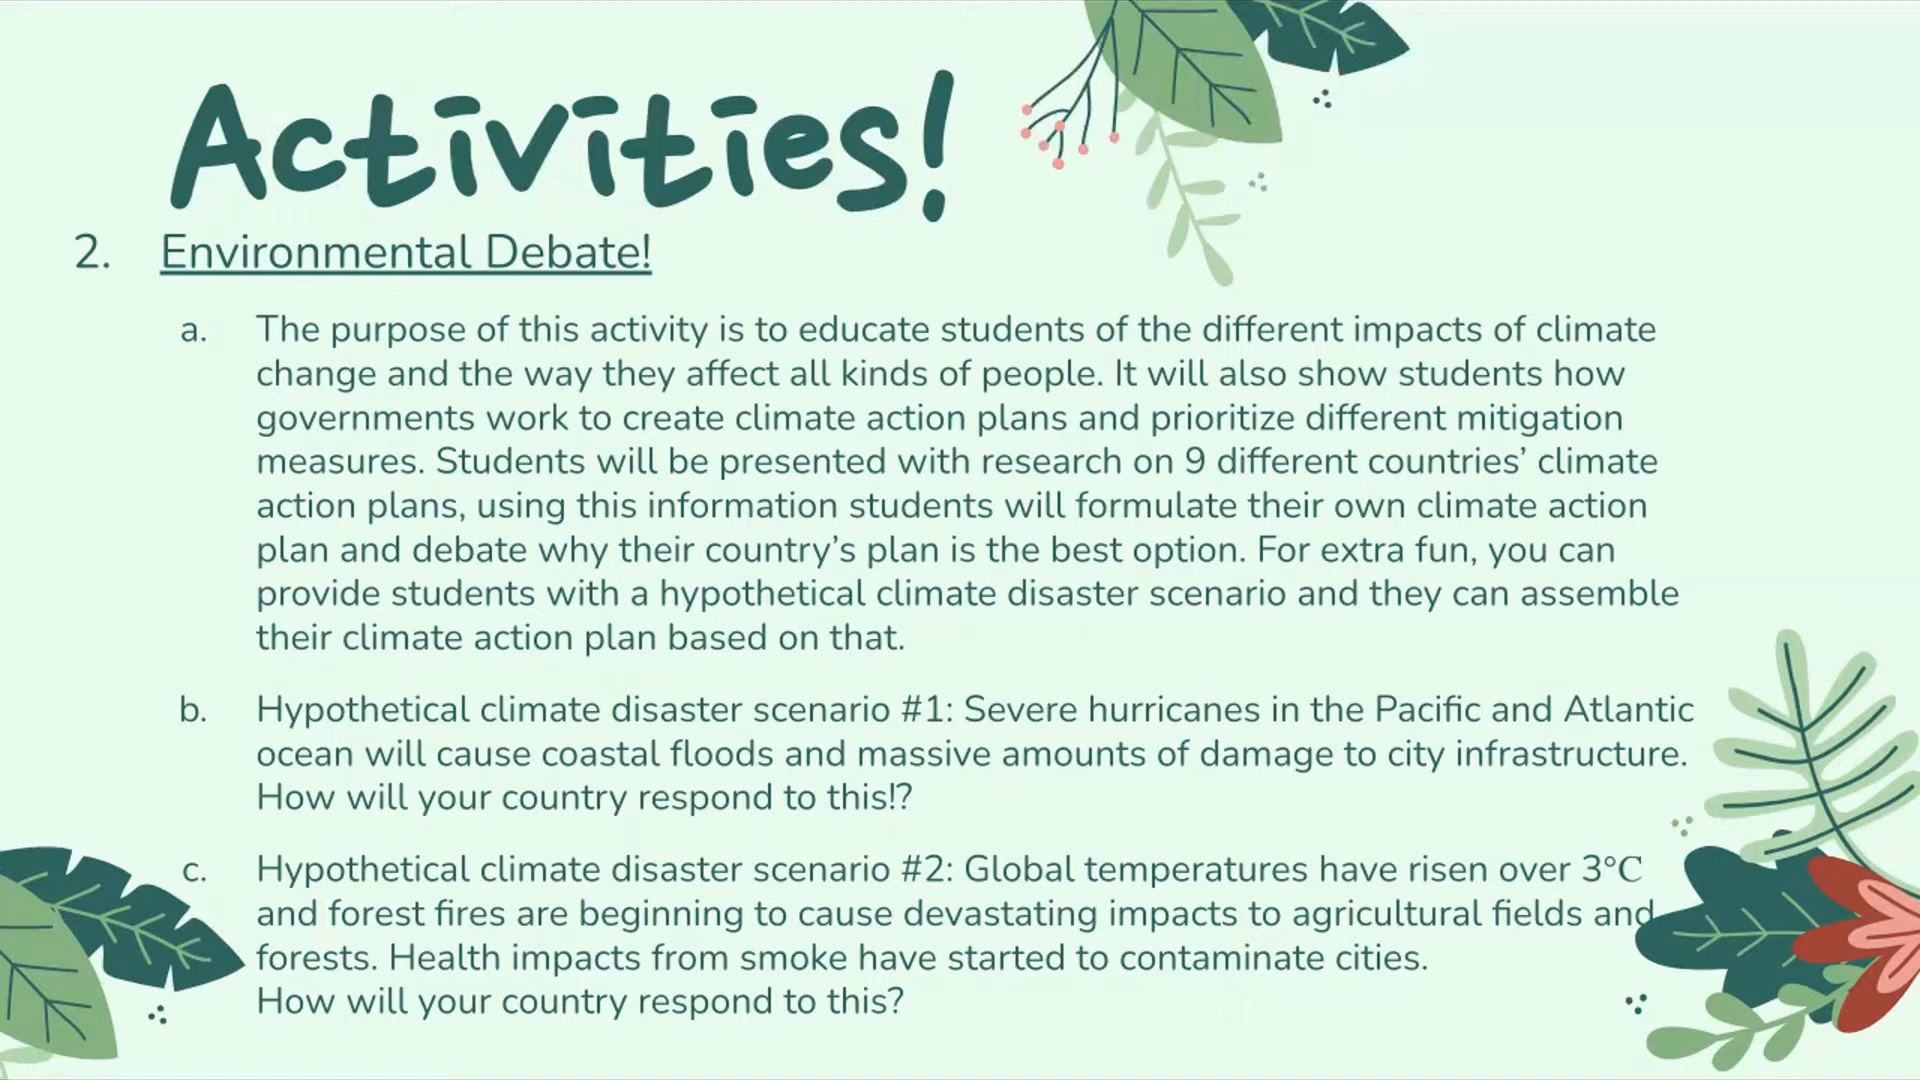 Activities!
2. Environmental Debate!
a. The purpose of this activity is to educate students of the different impacts of climate
change and the way they affect all kinds of people. It will also show students how
governments work to create climate action plans and prioritize different mitigation
measures. Students will be presented with research on 9 different countries’ climate
action plans, using this information students will formulate their own climate action
plan and debate why their country’s plan is the best option. For extra fun, you can
provide students with a hypothetical climate disaster scenario and they can assemble
their climate action plan based on that.
b. Hypothetical climate disaster scenario #1: Severe hurricanes in the Pacific and Atlantic
ocean will cause coastal floods and massive amounts of damage to city infrastructure.
How will your country respond to this!?
c. Hypothetical climate disaster scenario #2: Global temperatures have risen over 3℃
and forest fires are beginning to cause devastating impacts to agricultural fields and
forests. Health impacts from smoke have started to contaminate cities.
How will your country respond to this?